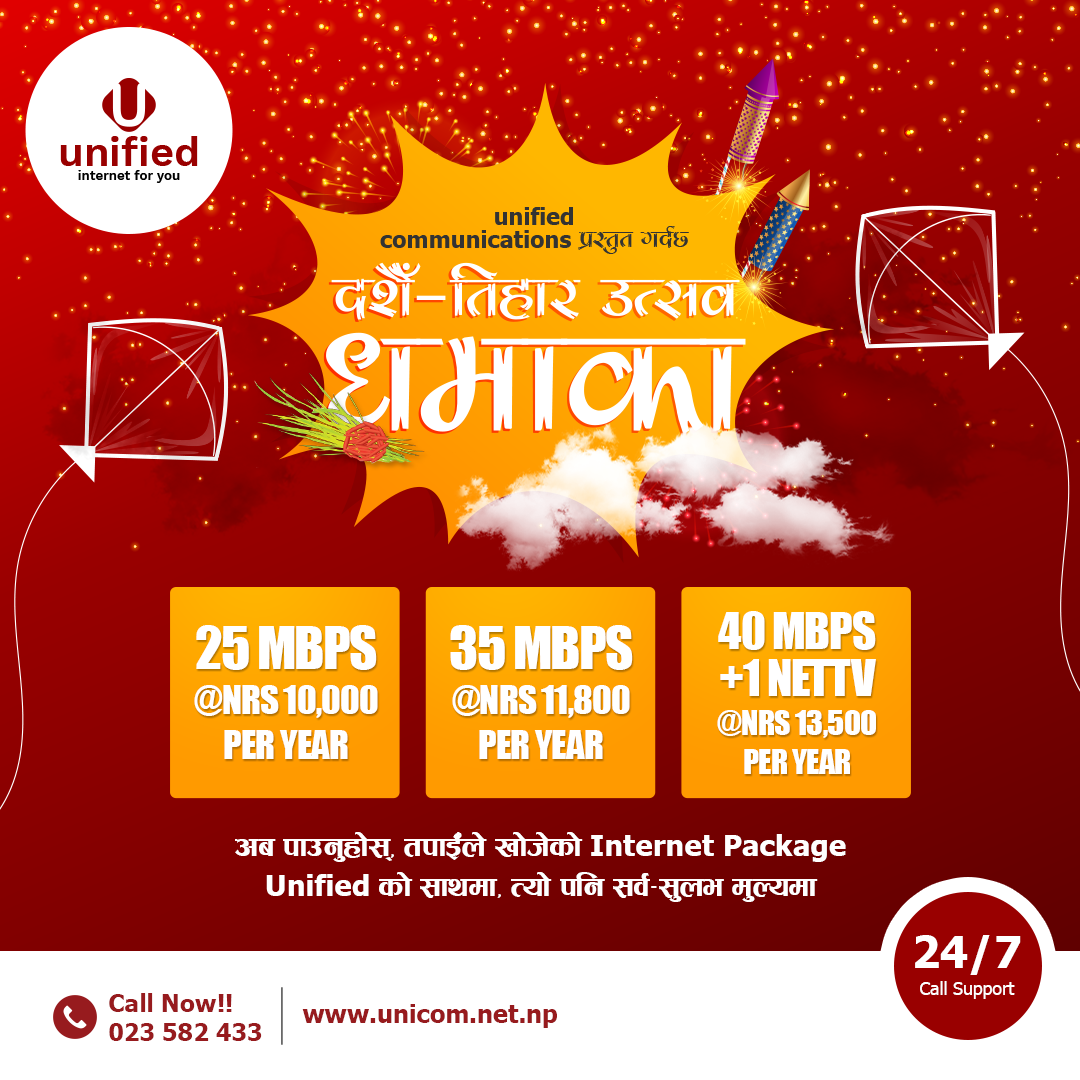 unified
internet for you
unified
communications प्रस्तुत गर्दछ
दशैँ-तिहार उत्सव
धमाका
25 MBPS
@NRS 10,000
PER YEAR
35 MBPS
@NRS 11,800
PER YEAR
40 MBPS
+1 NETTV
@NRS 13,500
PER YEAR
अब पाउनुहोस्, तपाईंले खोजेको Internet Package
Unified को साथमा, त्यो पनि सर्व-सुलभ मुल्यमा
24/7
Call Support
Call Now!!
023 582 433
www.unicom.net.np